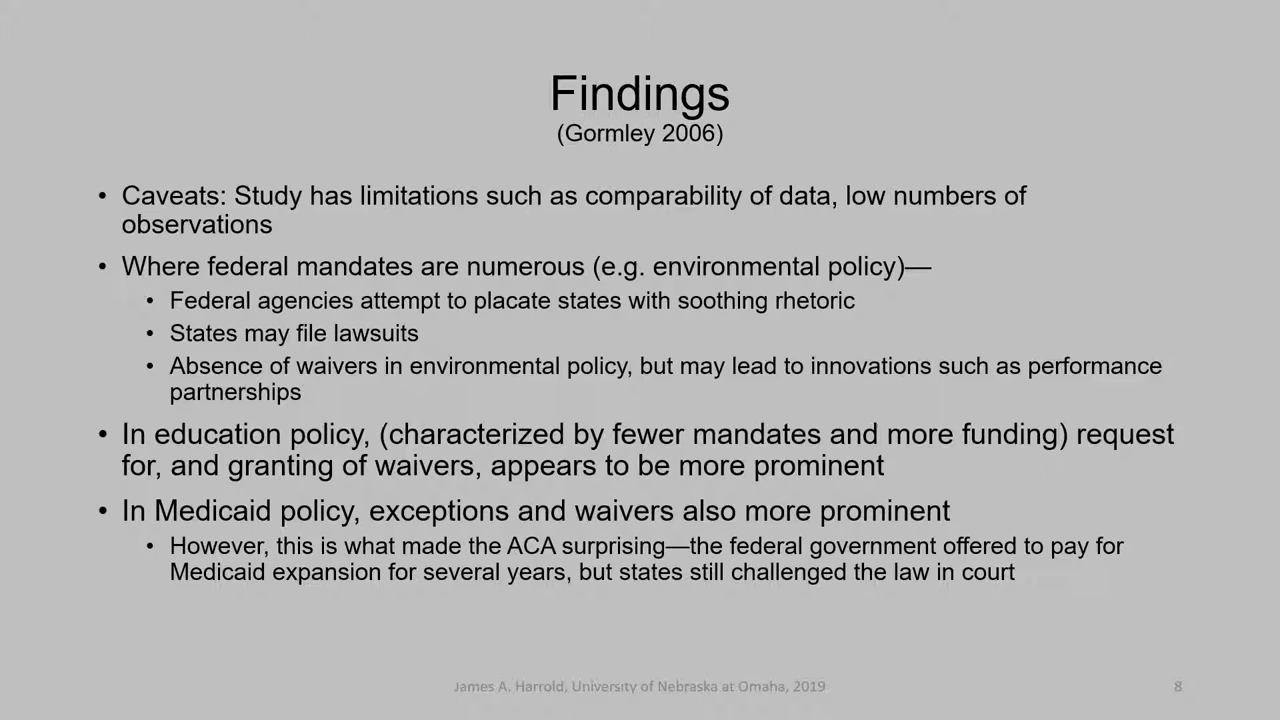 Findings
(Gormley 2006)
• Caveats: Study has limitations such as comparability of data, low numbers of
observations
• Where federal mandates are numerous (e.g. environmental policy)—
• Federal agencies attempt to placate states with soothing rhetoric
• States may file lawsuits
• Absence of waivers in environmental policy, but may lead to innovations such as performance
partnerships
• In education policy, (characterized by fewer mandates and more funding) request
for, and granting of waivers, appears to be more prominent
• In Medicaid policy, exceptions and waivers also more prominent
• However, this is what made the ACA surprising—the federal government offered to pay for
Medicaid expansion for several years, but states still challenged the law in court
James A. Harrold, University of Nebraska at Omaha, 2019
8